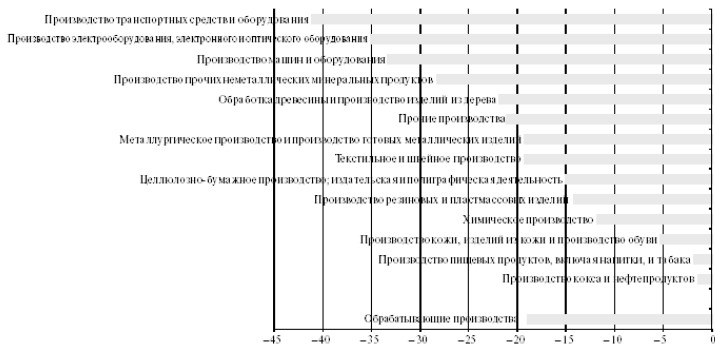 Производство транспортных средств и оборудования
Производство электрооборудования, электронного и оптического оборудования
Производство машин и оборудования
Производство прочих неметаллических минеральных продуктов
Обработка древесины и производство изделий из дерева
Прочие производства
Металлургическое производство и производство готовых металлических изделий
Текстильное и швейное производство
Целлюлозно-бумажное производство; издательская и полиграфическая деятельность
Производство резиновых и пластмассовых изделий
Химическое производство
Производство кожи, изделий из кожи и производство обуви
Производство пищевых продуктов, включая напитки, и табака
Производство кокса и нефтепродуктов
Обрабатывающие производства
−45 −40 −35 −30 −25 −20 −15 −10 −5 0